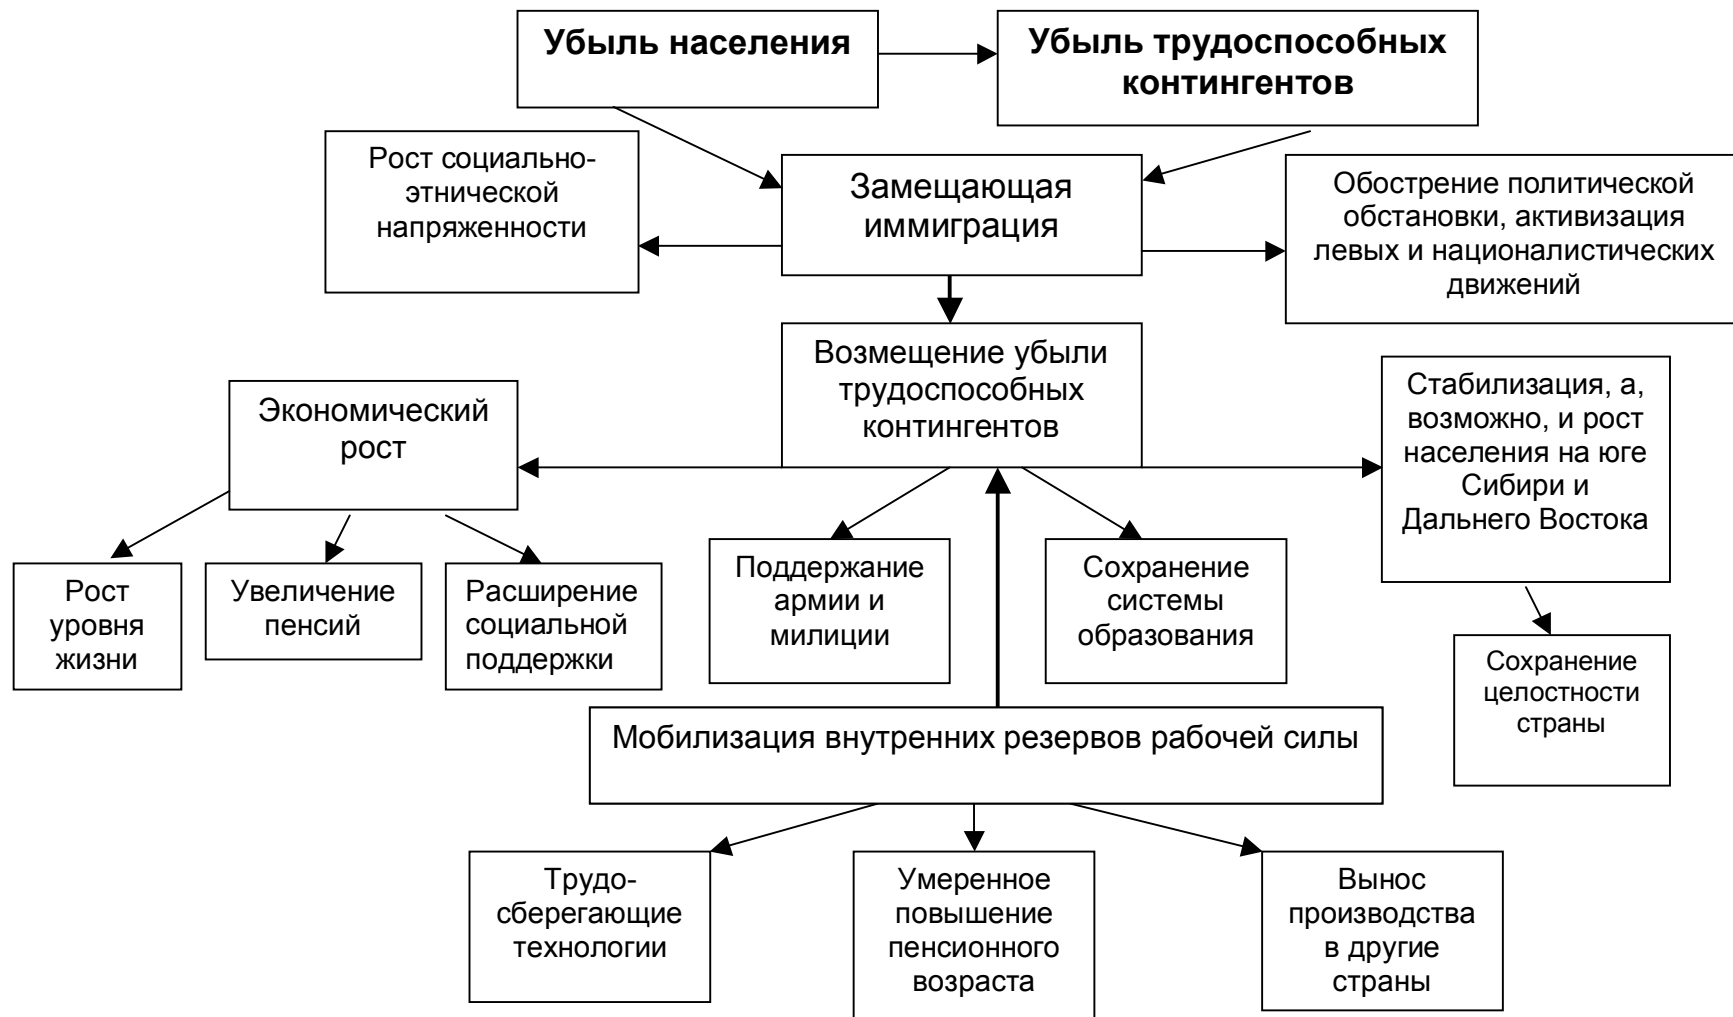 Убыль населения
Убыль трудоспособных
контингентов
Рост социально-
этнической
напряженности
Замещающая
иммиграция
Обострение политической
обстановки, активизация
левых и националистических
движений
Возмещение убыли
трудоспособных
контингентов
Экономический
рост
Стабилизация, а,
возможно, и рост
населения на юге
Сибири и
Дальнего Востока
Рост
уровня
жизни
Увеличение
пенсий
Расширение
социальной
поддержки
Поддержание
армии и
милиции
Сохранение
системы
образования
Сохранение
целостности
страны
Мобилизация внутренних резервов рабочей силы
Трудо-
сберегающие
технологии
Умеренное
повышение
пенсионного
возраста
Вынос
производства
в другие
страны